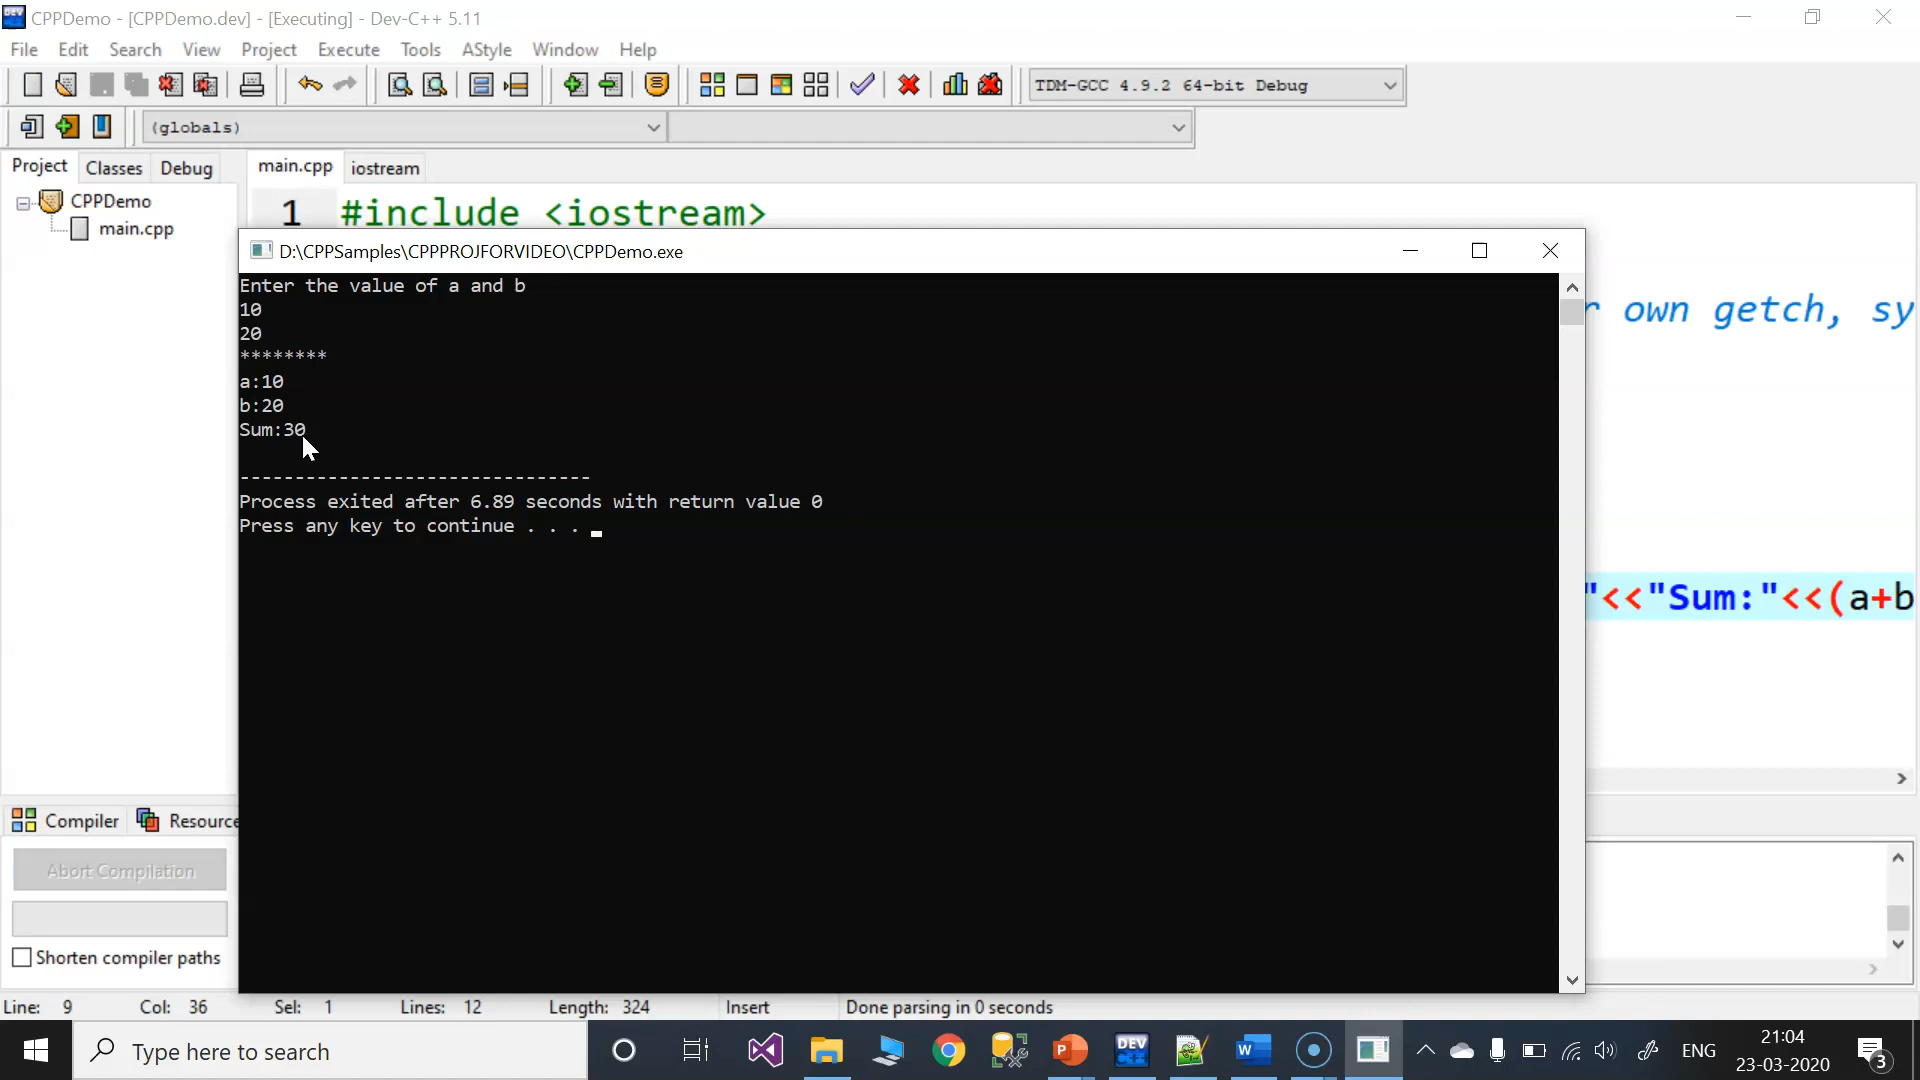 CPPDemo - [CPPDemo.dev] - [Executing] - Dev-C++ 5.11
File Edit Search View Project Execute Tools AStyle Window Help
TDM-GCC 4.9.2 64-bit Debug
(globals)
Project Classes Debug
main.cpp iostream
CPPDemo
main.cpp
1 #include <iostream>
D:\CPPSamples\CPPPROJFORVIDEO\CPPDemo.exe
Enter the value of a and b
10
20
********
a:10
b:20
Sum:30
--------------------------------
Process exited after 6.89 seconds with return value 0
Press any key to continue . . .
r own getch, sy
"<<"Sum:"<<(a+b
Compiler Resource
Abort Compilation
Shorten compiler paths
Line: 9 Col: 36 Sel: 1 Lines: 12 Length: 324 Insert Done parsing in 0 seconds
Type here to search
DEV
ENG
21:04
23-03-2020
3